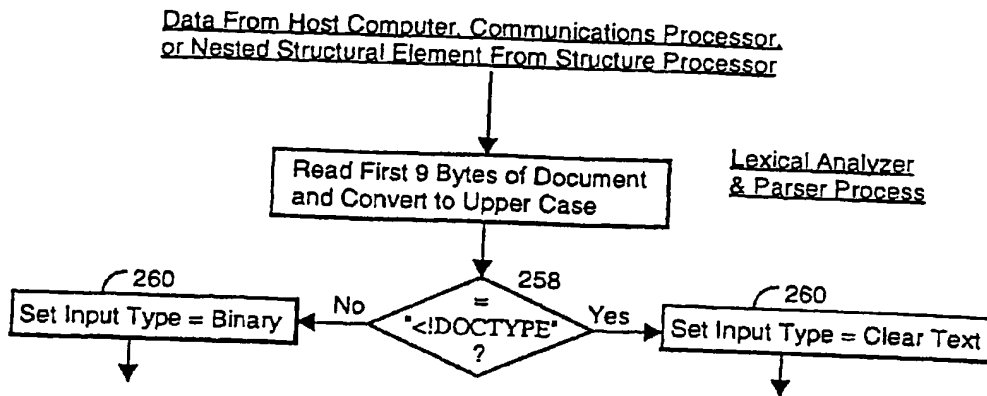 Data From Host Computer, Communications Processor,
or Nested Structural Element From Structure Processor
Read First 9 Bytes of Document
and Convert to Upper Case
Lexical Analyzer
& Parser Process
260
Set Input Type = Binary
No
258
=
"<!DOCTYPE"
?
Yes
260
Set Input Type = Clear Text